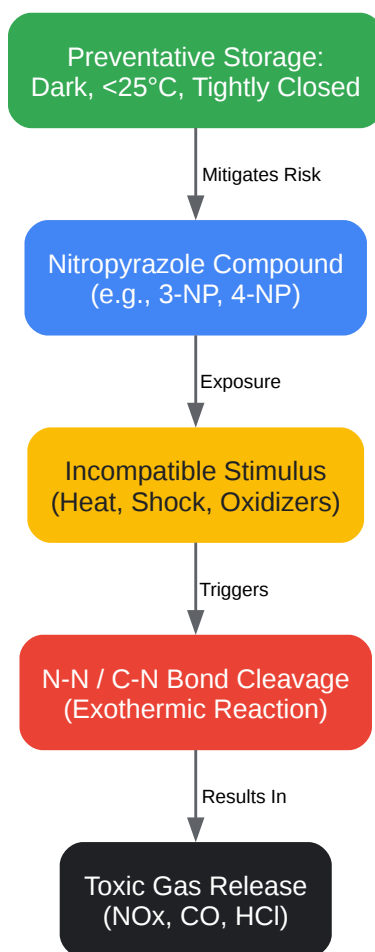 Preventative Storage:
Dark, <25°C, Tightly Closed
Mitigates Risk
Nitropyrazole Compound
(e.g., 3-NP, 4-NP)
Exposure
Incompatible Stimulus
(Heat, Shock, Oxidizers)
Triggers
N-N / C-N Bond Cleavage
(Exothermic Reaction)
Results In
Toxic Gas Release
(NOx, CO, HCl)